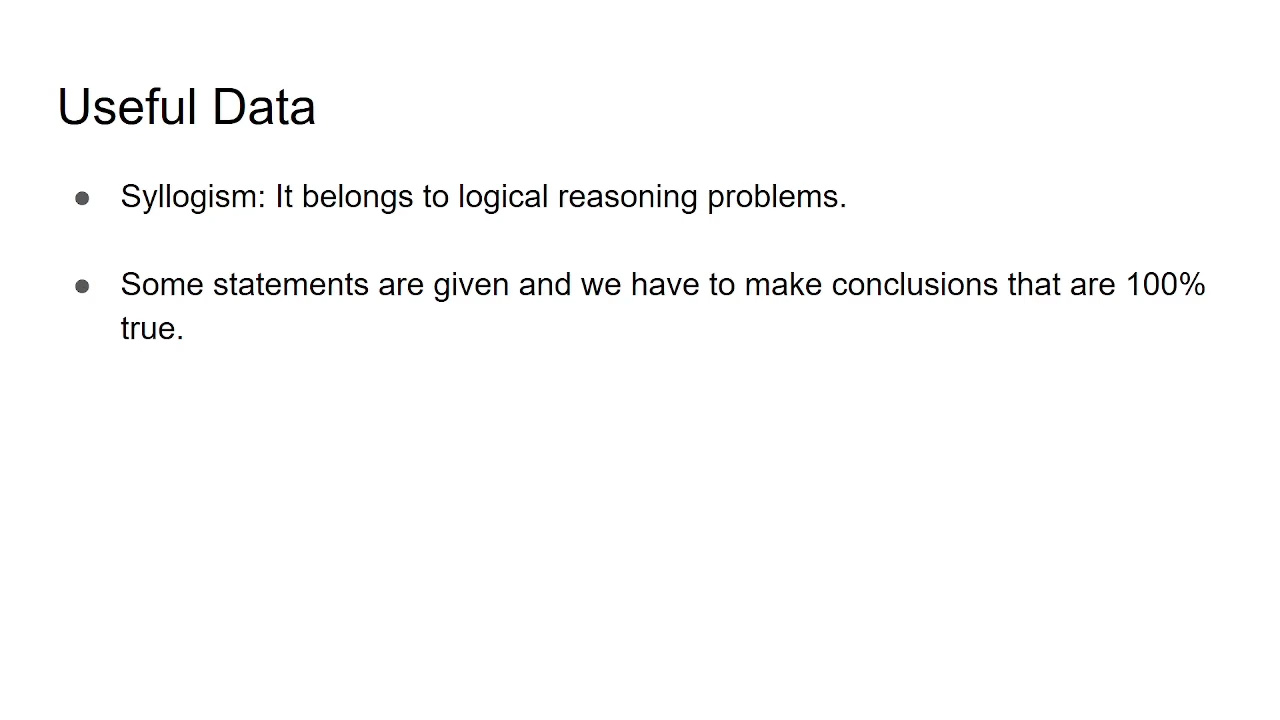 Useful Data
● Syllogism: It belongs to logical reasoning problems.
● Some statements are given and we have to make conclusions that are 100%
true.